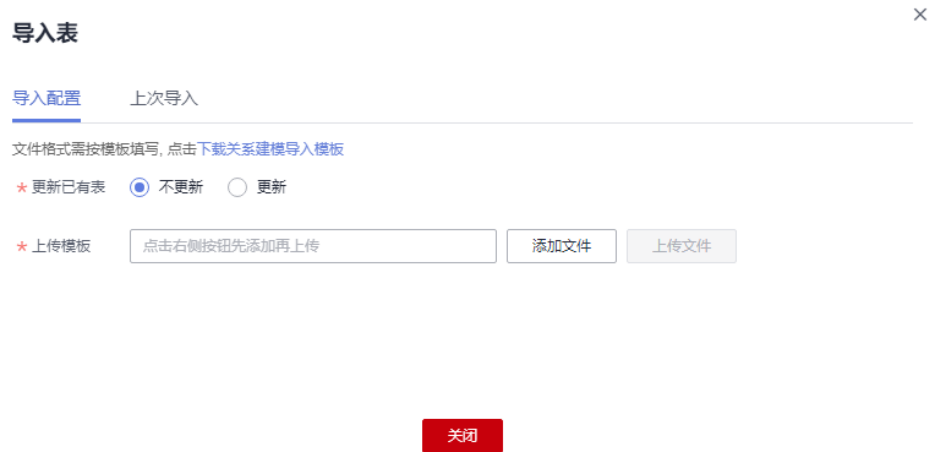 导入表
导入配置 上次导入
文件格式需按模板填写, 点击下载关系建模导入模板
* 更新已有表 不更新 更新
* 上传模板 点击右侧按钮先添加再上传 添加文件 上传文件
关闭